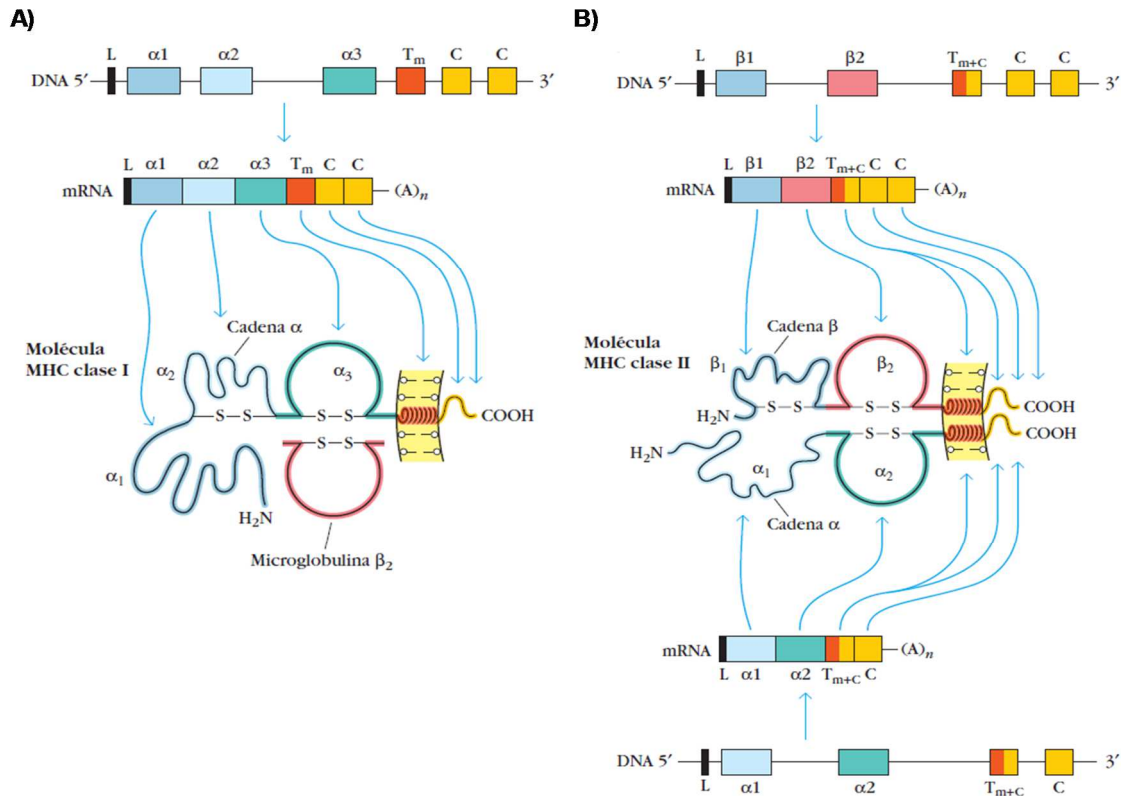 A)
L α1 α2 α3 Tm C C
DNA 5′ 3′
L α1 α2 α3 Tm C C
mRNA (A)n
Cadena α
Molécula
MHC clase I
α2
α3
S S S S
COOH
S S
α1
H2N
Microglobulina β2
B)
L β1 β2 Tm+C C C
DNA 5′ 3′
L β1 β2 Tm+C C C
mRNA (A)n
Cadena β
Molécula
MHC clase II
β1
β2
S S S S
COOH
H2N
S S
COOH
H2N
α1
α2
Cadena α
mRNA (A)n
L α1 α2 Tm+C C
DNA 5′ 3′
L α1 α2 Tm+C C